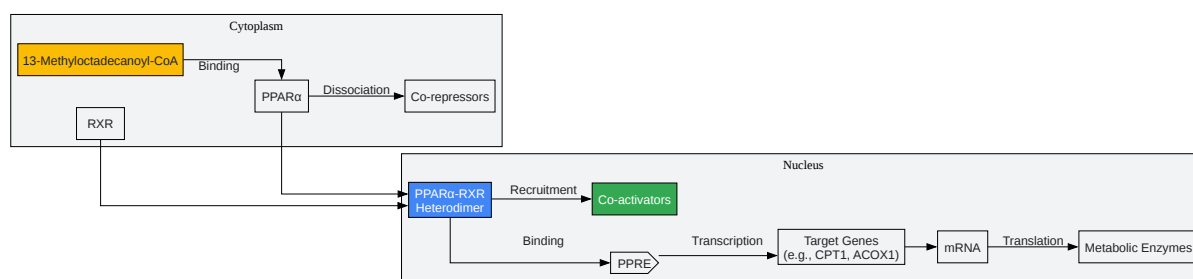 Cytoplasm
13-Methyloctadecanoyl-CoA
Binding
PPARα
Dissociation
Co-repressors
RXR
Nucleus
PPARα-RXR
Heterodimer
Recruitment
Co-activators
Binding
PPRE
Transcription
Target Genes
(e.g., CPT1, ACOX1)
mRNA
Translation
Metabolic Enzymes